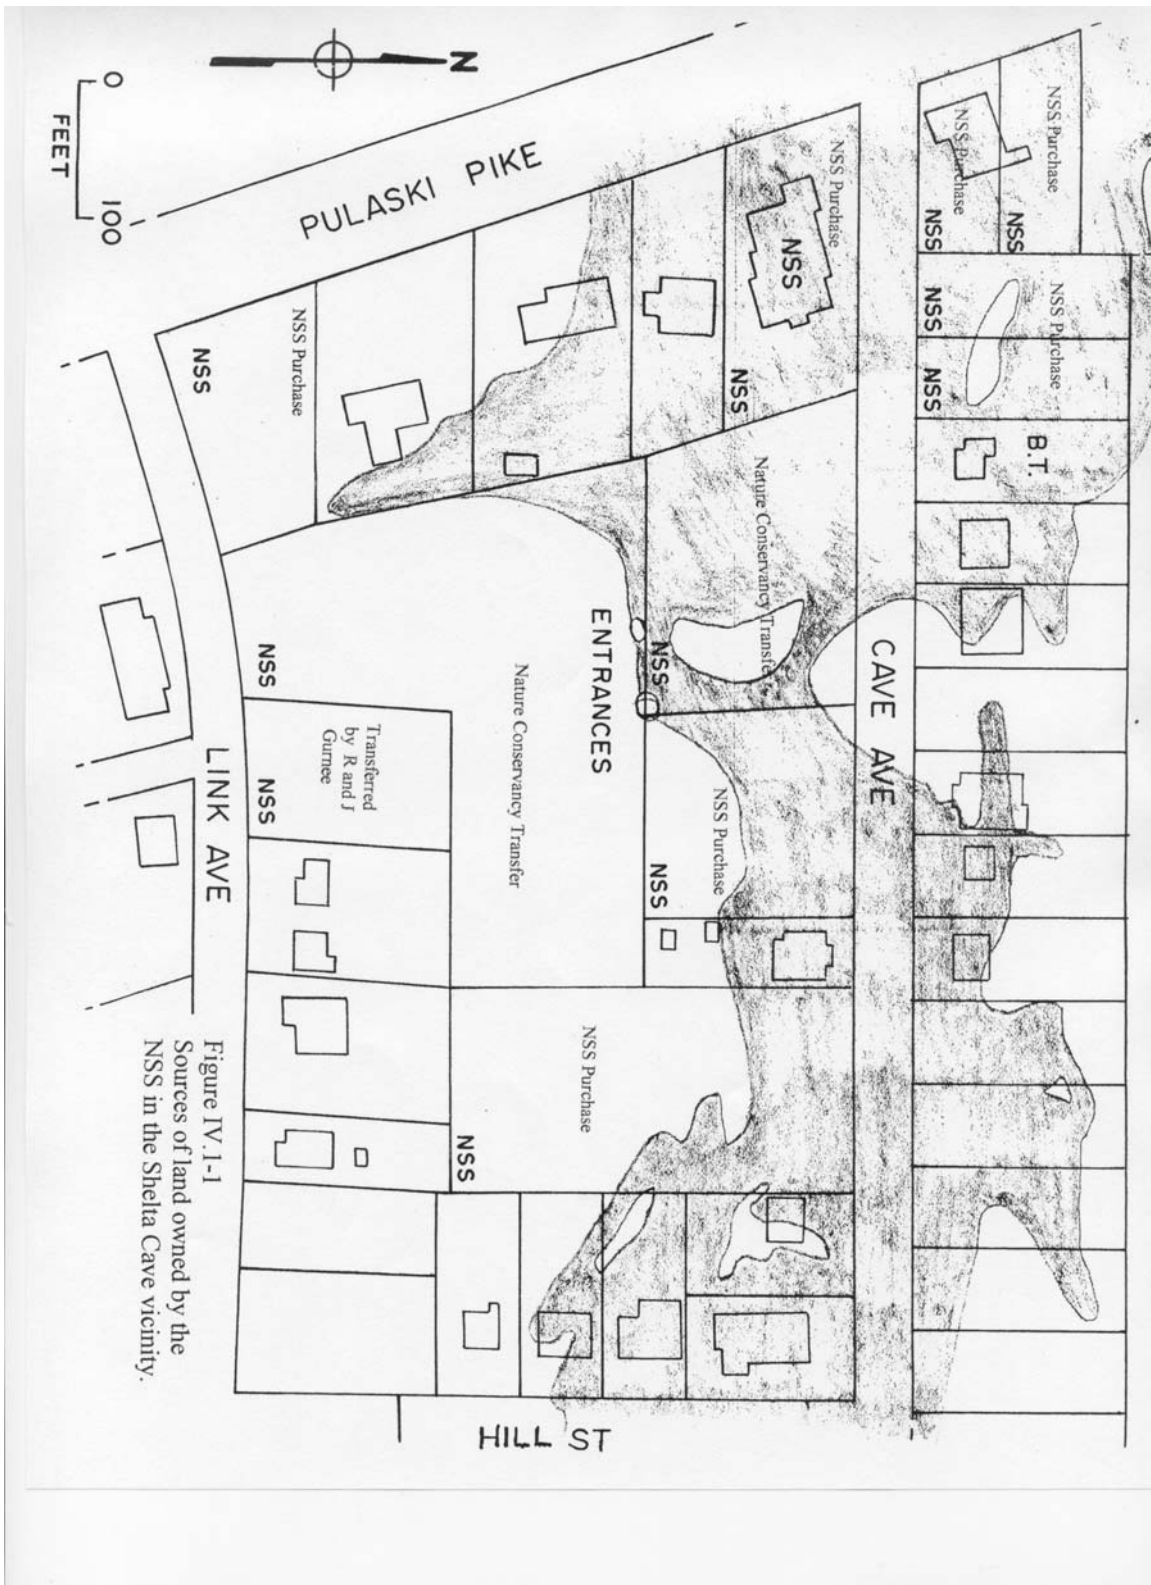 N
0
100
FEET
PULASKI PIKE
NSS Purchase
NSS
NSS Purchase
NSS
NSS Purchase
NSS
NSS
NSS Purchase
NSS
NSS
B.T.
NSS Purchase
NSS
Nature Conservancy Transfer
NSS
CAVE AVE
ENTRANCES
Nature Conservancy Transfer
NSS
NSS Purchase
NSS
Transferred
by R and J
Gurnee
NSS
LINK AVE
NSS Purchase
NSS
HILL ST
Figure IV.1-1
Sources of land owned by the
NSS in the Shelta Cave vicinity.